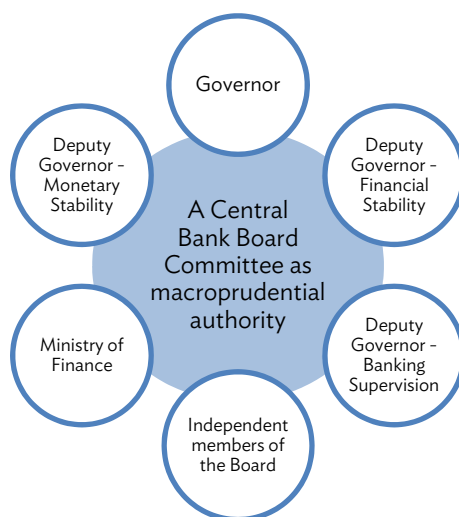 Governor
Deputy
Governor –
Monetary
Stability
Deputy
Governor –
Financial
Stability
A Central
Bank Board
Committee as
macroprudential
authority
Ministry of
Finance
Deputy
Governor –
Banking
Supervision
Independent
members of
the Board